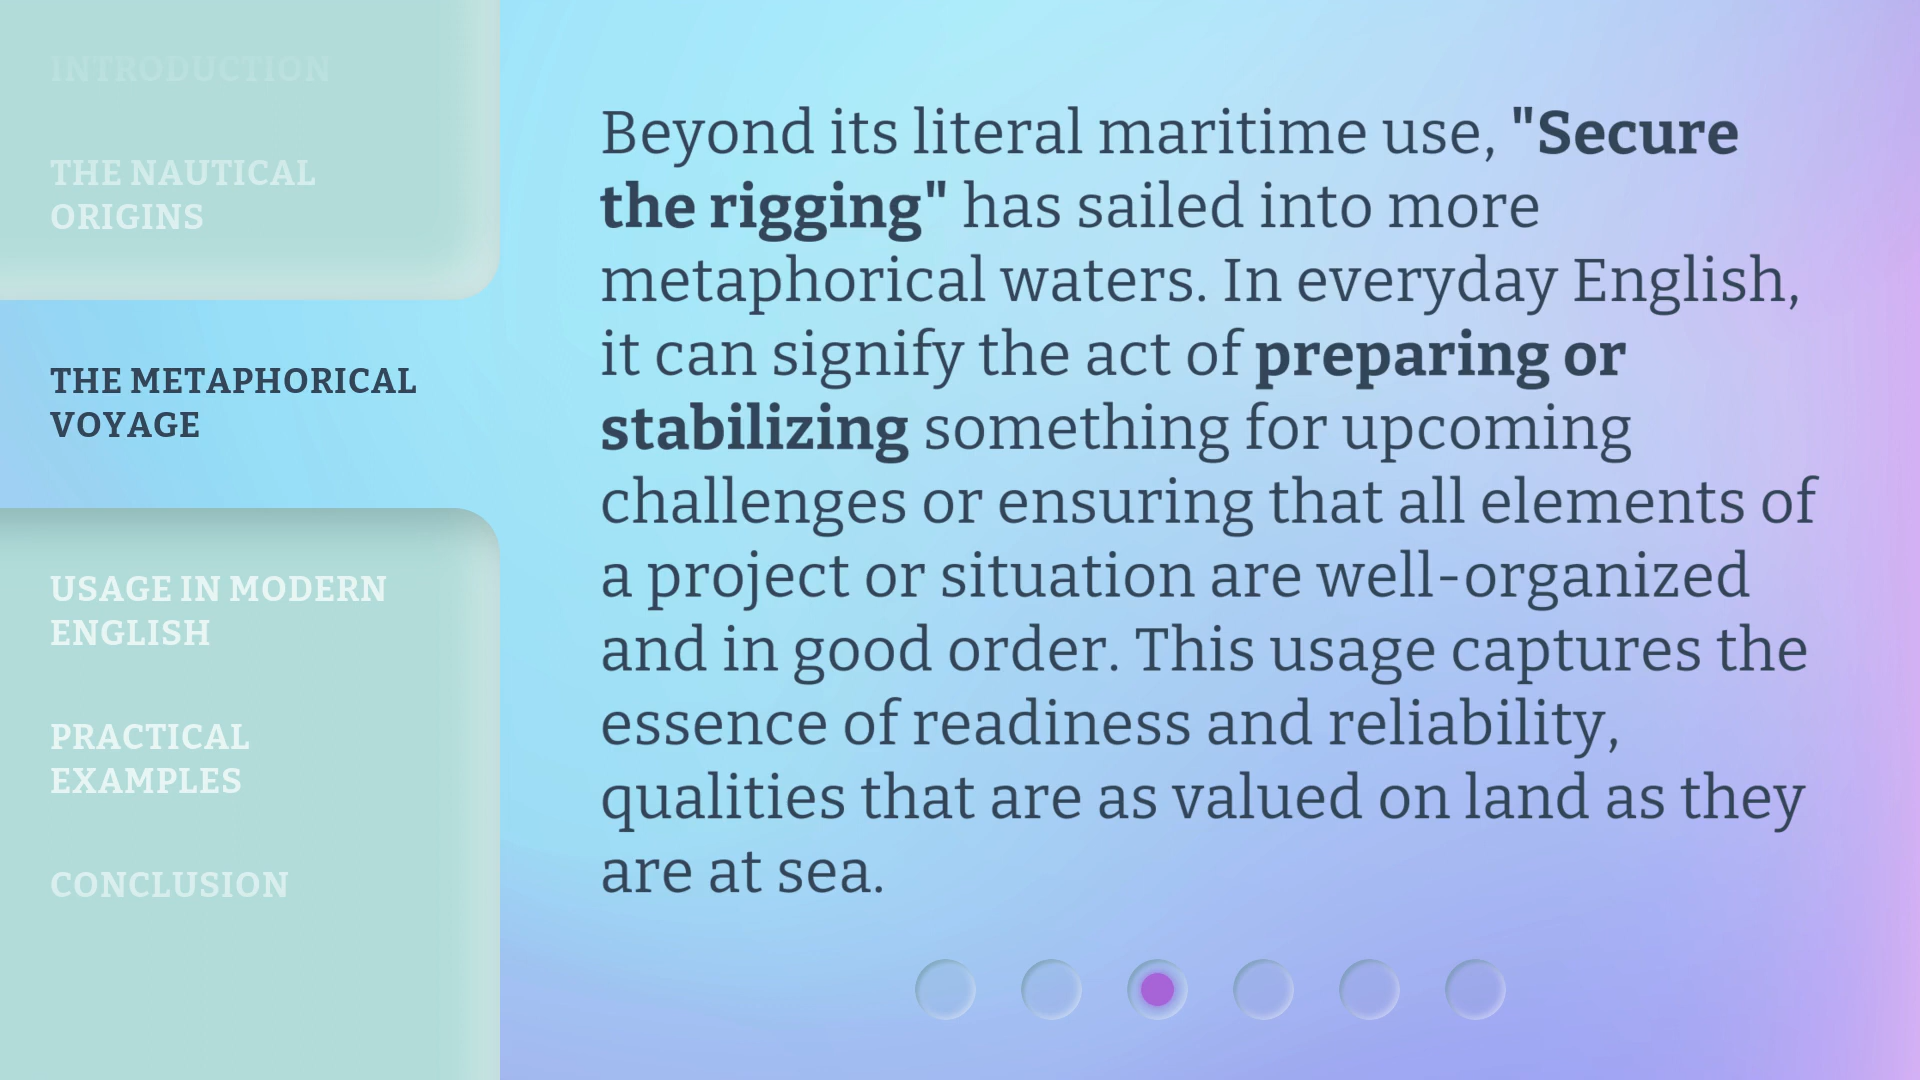 INTRODUCTION
THE NAUTICAL
ORIGINS
THE METAPHORICAL
VOYAGE
USAGE IN MODERN
ENGLISH
PRACTICAL
EXAMPLES
CONCLUSION
Beyond its literal maritime use, "Secure
the rigging" has sailed into more
metaphorical waters. In everyday English,
it can signify the act of preparing or
stabilizing something for upcoming
challenges or ensuring that all elements of
a project or situation are well-organized
and in good order. This usage captures the
essence of readiness and reliability,
qualities that are as valued on land as they
are at sea.